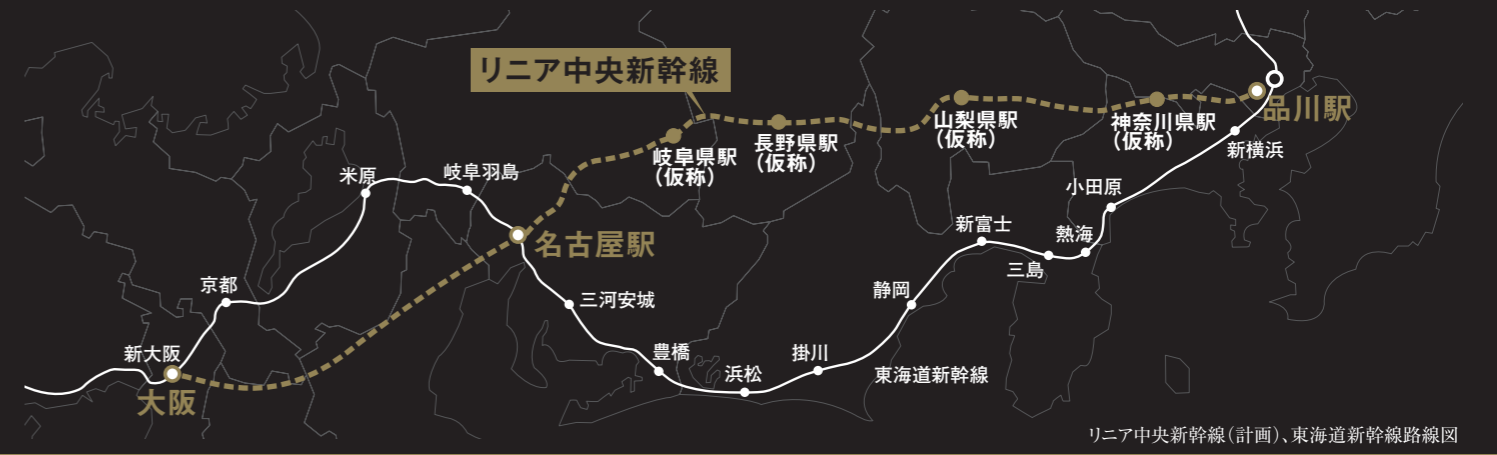 リニア中央新幹線
品川駅
神奈川県駅
(仮称)
山梨県駅
(仮称)
長野県駅
(仮称)
岐阜県駅
(仮称)
名古屋駅
大阪
新横浜
小田原
熱海
三島
新富士
静岡
掛川
浜松
豊橋
三河安城
岐阜羽島
米原
京都
新大阪
東海道新幹線
リニア中央新幹線(計画)、東海道新幹線路線図